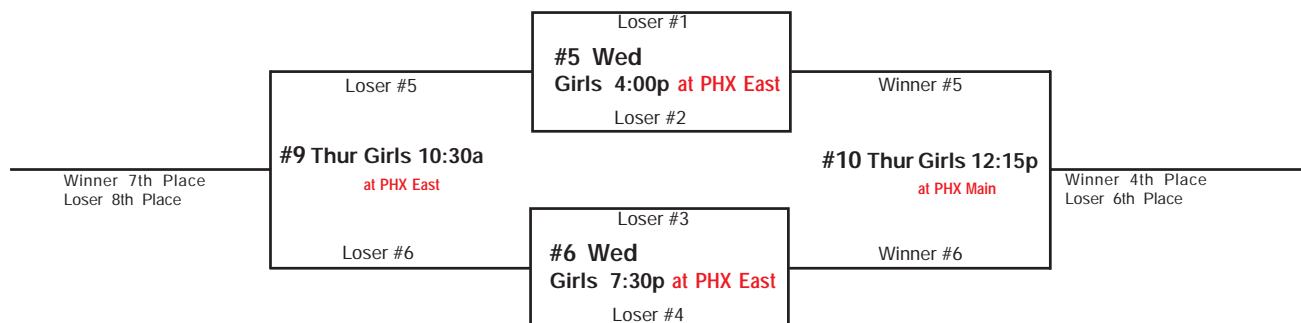 Loser #1
#5 Wed
Girls 4:00p at PHX East
Loser #2
Loser #5
Winner #5
#9 Thur Girls 10:30a
at PHX East
#10 Thur Girls 12:15p
at PHX Main
Winner 7th Place
Loser 8th Place
Winner 4th Place
Loser 6th Place
Loser #3
#6 Wed
Girls 7:30p at PHX East
Loser #4
Loser #6
Winner #6